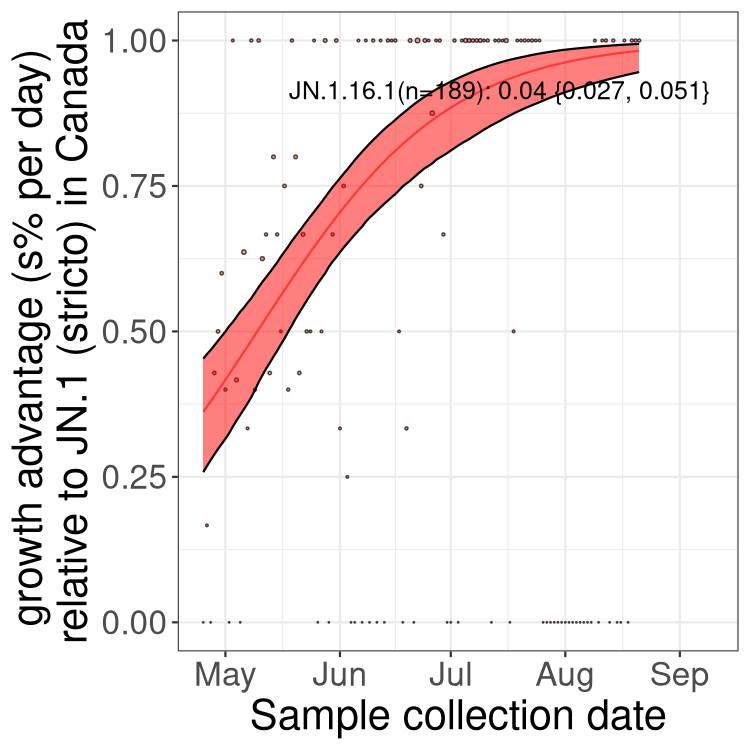 growth advantage (s% per day)
relative to JN.1 (stricto) in Canada
1.00
0.75
0.50
0.25
0.00
JN.1.16.1(n=189): 0.04 {0.027, 0.051}
May Jun Jul Aug Sep
Sample collection date